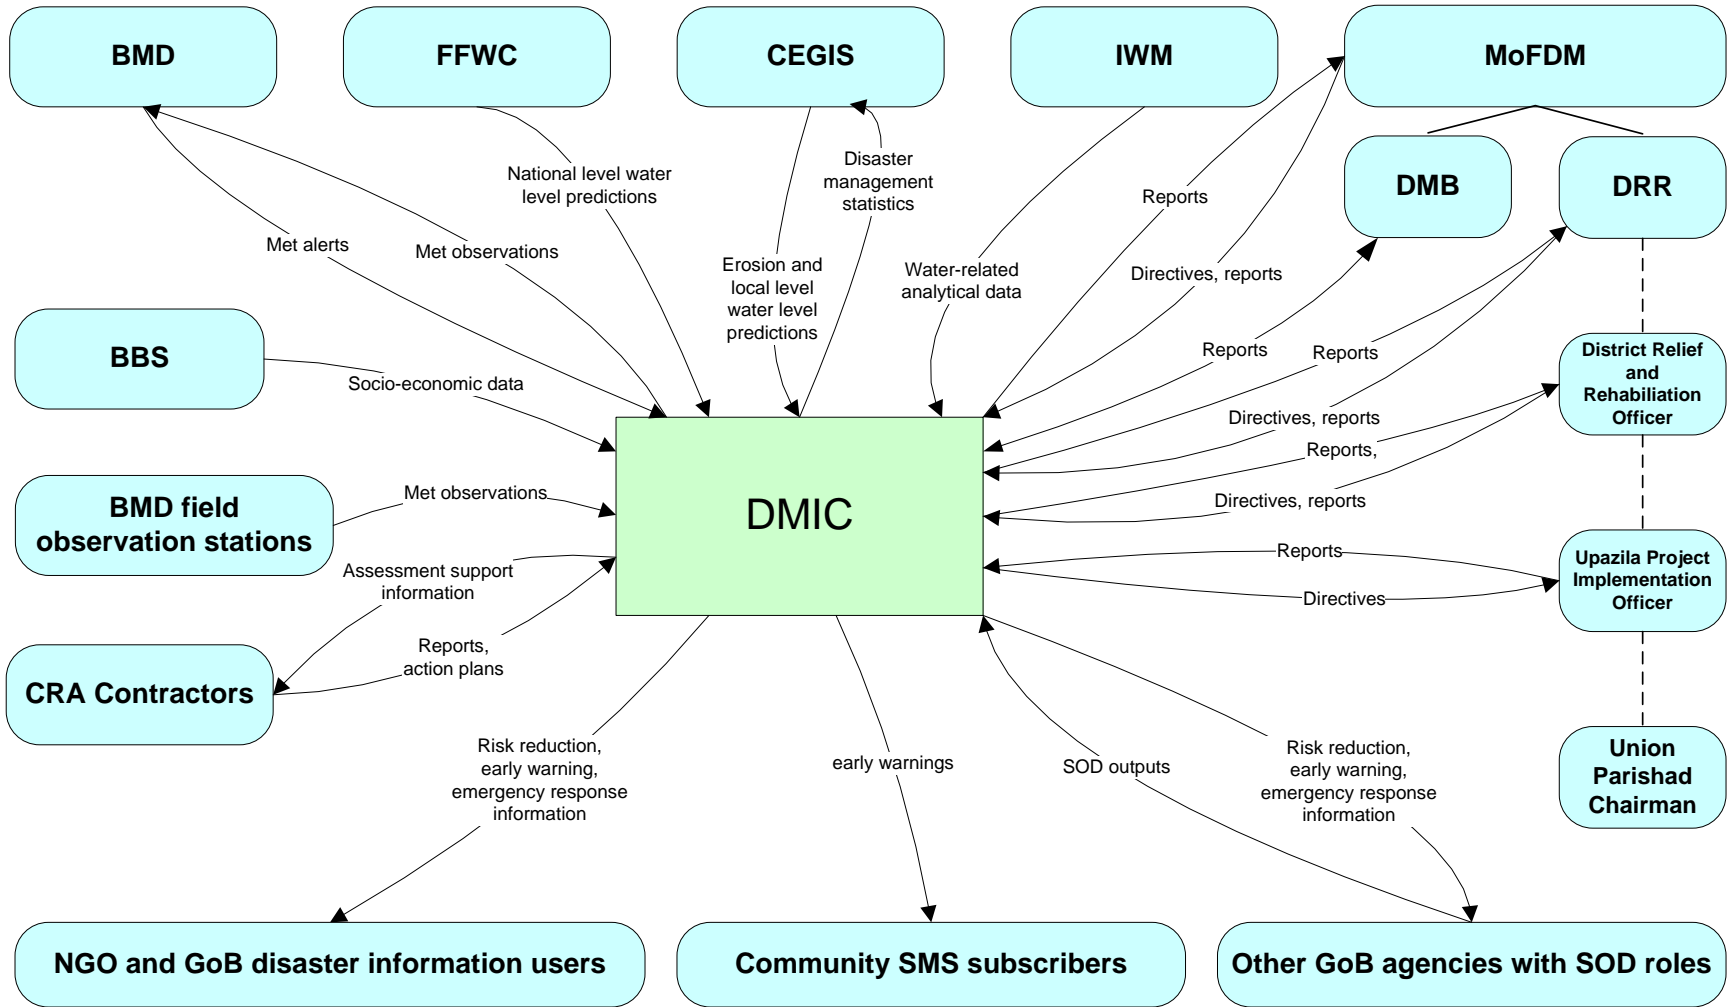 BMD
FFWC
CEGIS
IWM
MoFDM
DMB
DRR
National level water
level predictions
Disaster
management
statistics
Reports
Met alerts
Met observations
Erosion and
local level
water level
predictions
Water-related
analytical data
Directives, reports
BBS
Socio-economic data
Reports
Reports
District Relief
and
Rehabiliation
Officer
Directives, reports
Reports,
BMD field
observation stations
Met observations
DMIC
Directives, reports
Assessment support
information
Reports
Directives
Upazila Project
Implementation
Officer
CRA Contractors
Reports,
action plans
Risk reduction,
early warning,
emergency response
information
early warnings
SOD outputs
Risk reduction,
early warning,
emergency response
information
Union
Parishad
Chairman
NGO and GoB disaster information users
Community SMS subscribers
Other GoB agencies with SOD roles